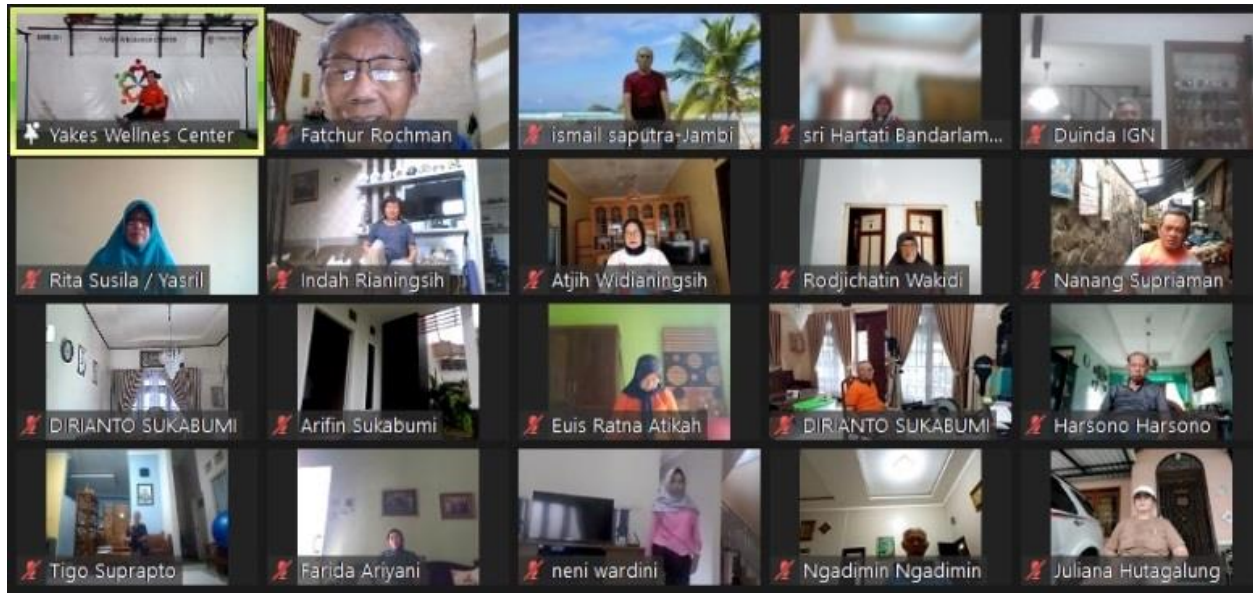 Yakes Wellnes Center
Fatchur Rochman
ismail saputra-Jambi
sri Hartati Bandarlam...
Duinda IGN
Rita Susila / Yasril
Indah Rianingsih
Atjih Widianingsih
Rodjichatin Wakidi
Nanang Supriaman
DIRIANTO SUKABUMI
Arifin Sukabumi
Euis Ratna Atikah
DIRIANTO SUKABUMI
Harsono Harsono
Tigo Suprapto
Farida Ariyani
neni wardini
Ngadimin Ngadimin
Juliana Hutagalung